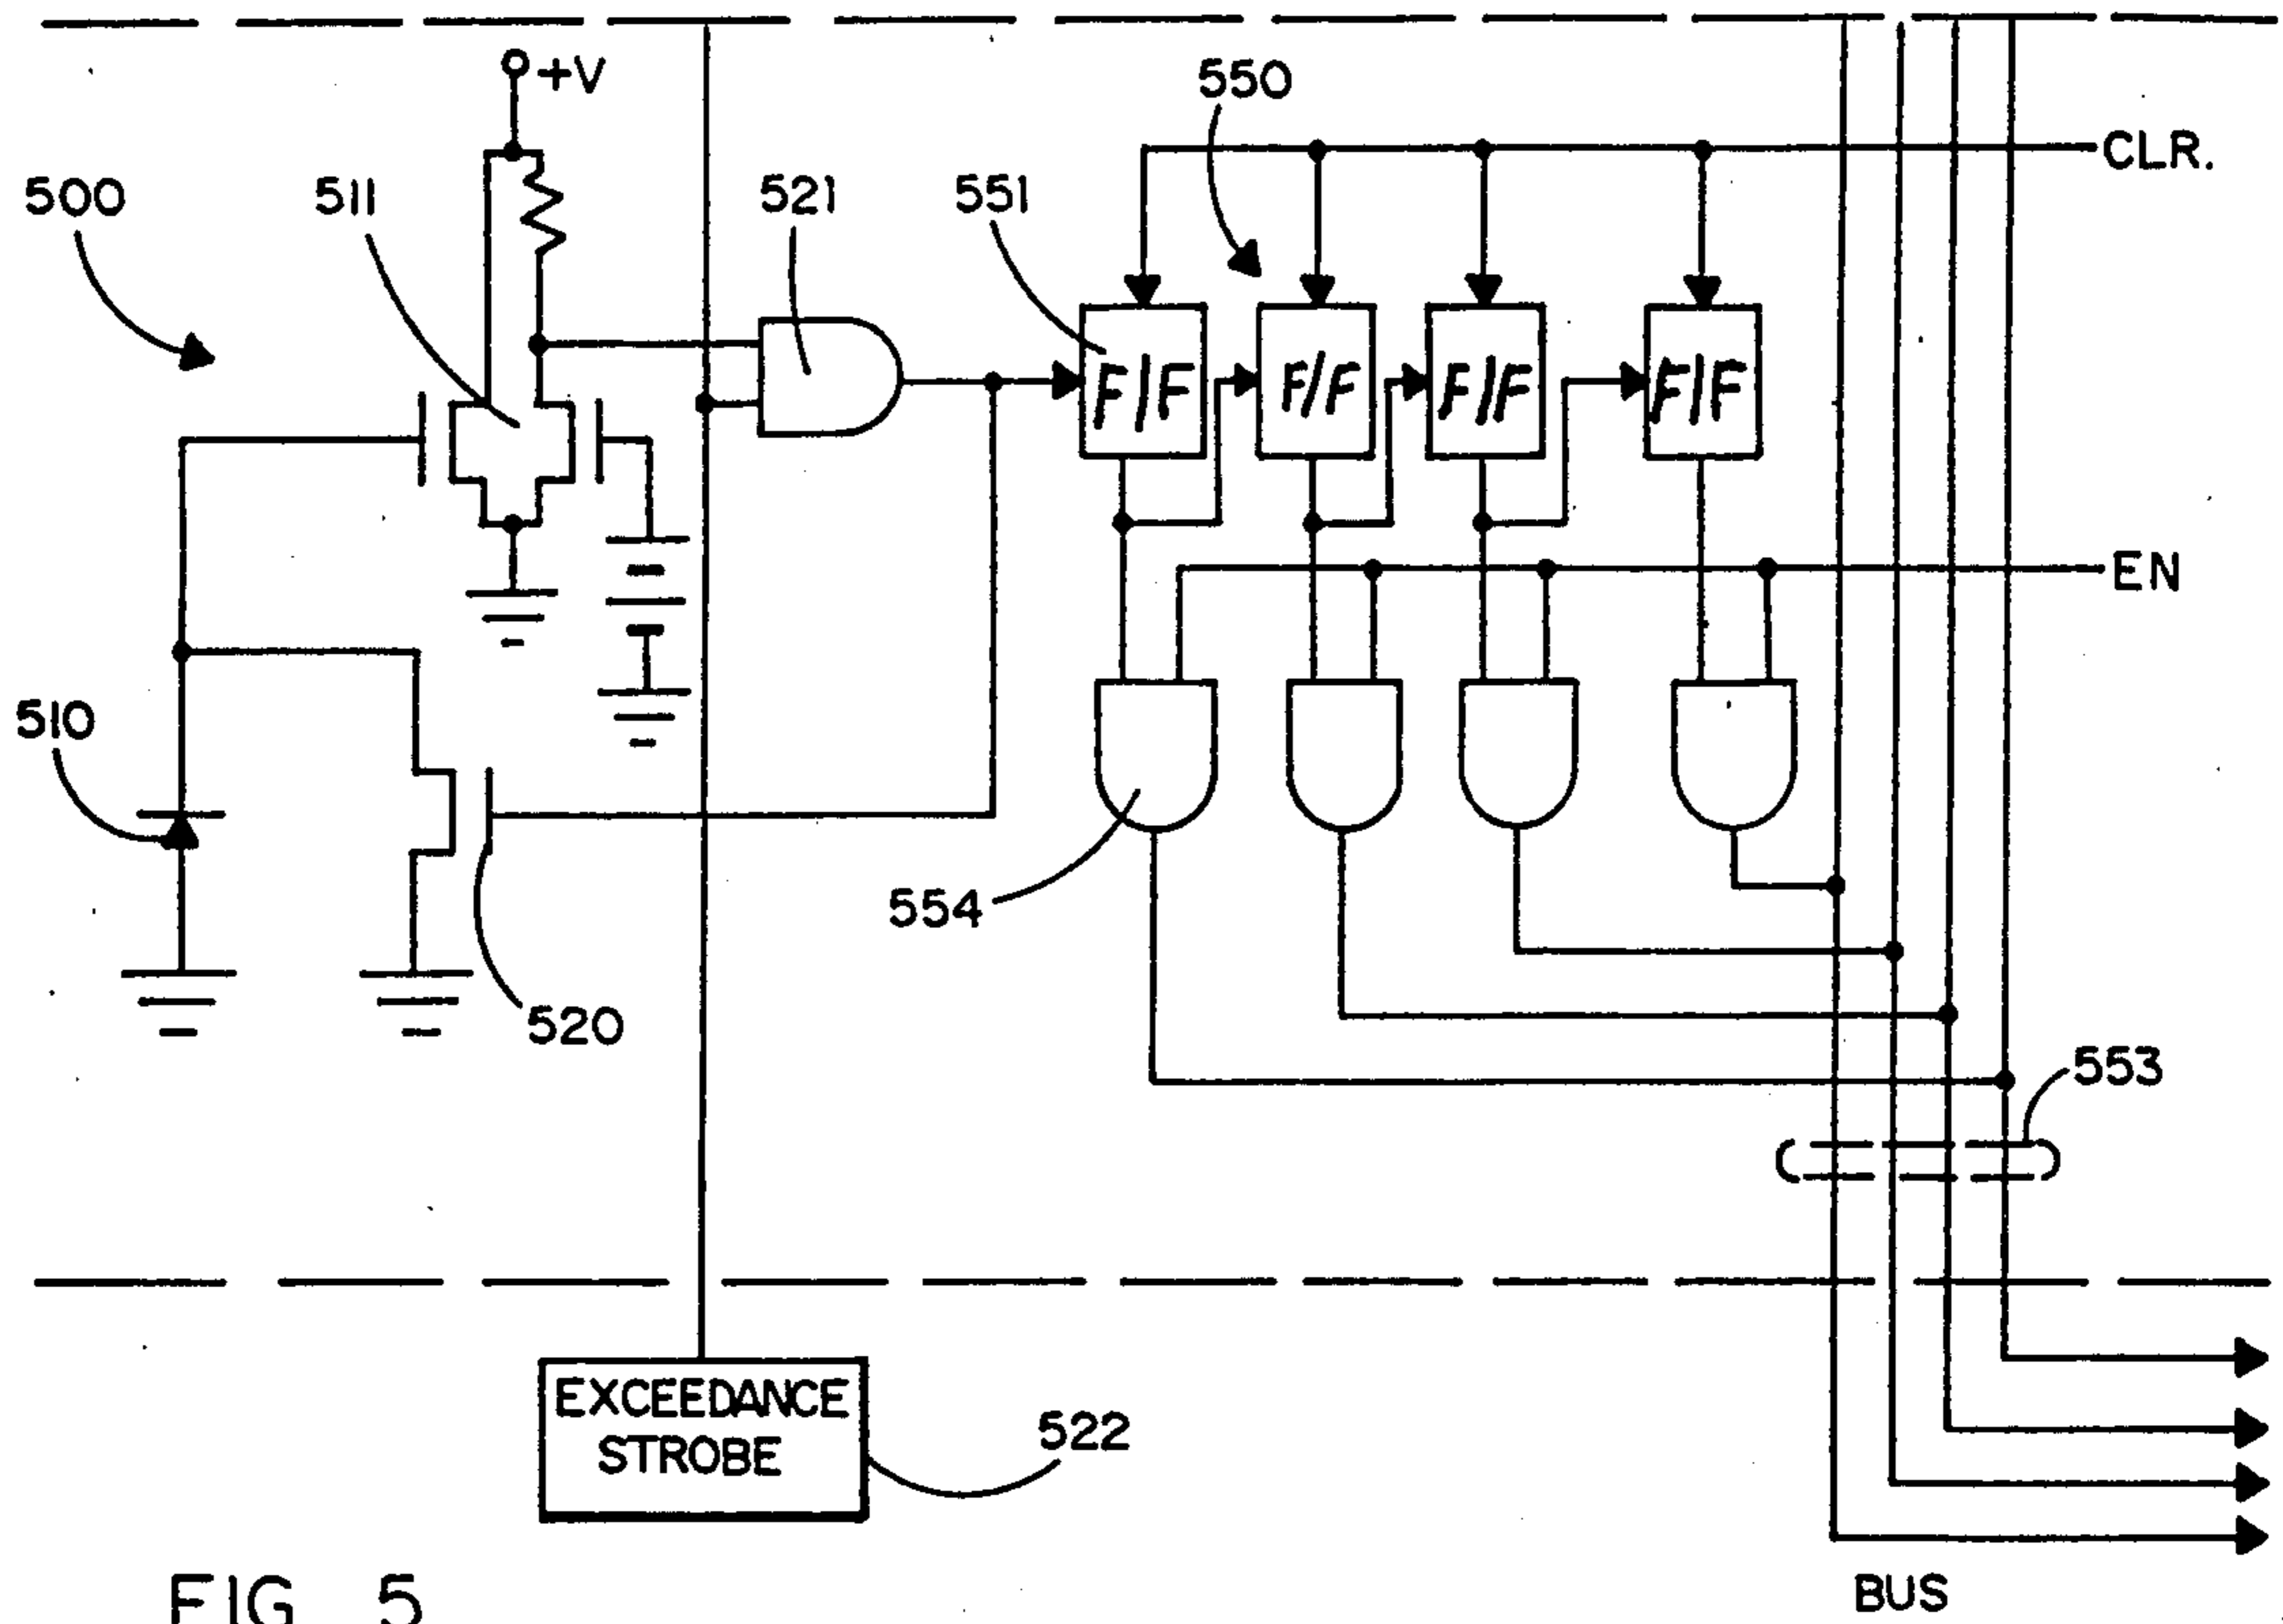 +V
550
CLR.
500
511
521
551
F/F
F/F
F/F
F/F
EN
510
554
520
553
EXCEEDANCE
STROBE
522
BUS
FIG 5